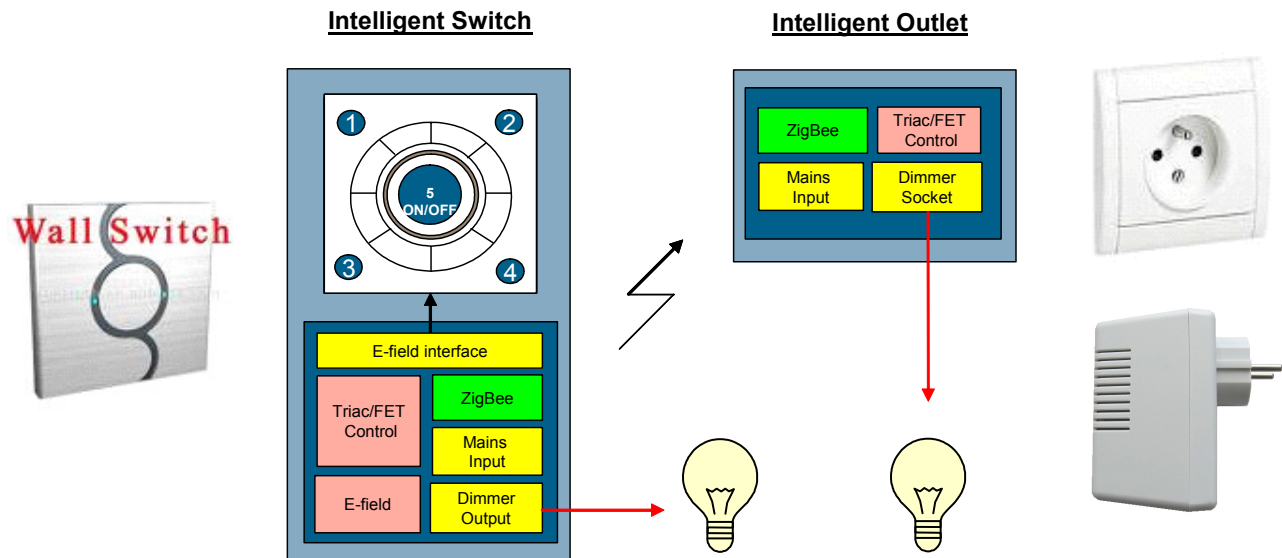 Intelligent Switch
Intelligent Outlet
1
2
5
ON/OFF
3
4
Wall Switch
E-field interface
Triac/FET
Control
ZigBee
Mains
Input
E-field
Dimmer
Output
ZigBee
Triac/FET
Control
Mains
Input
Dimmer
Socket